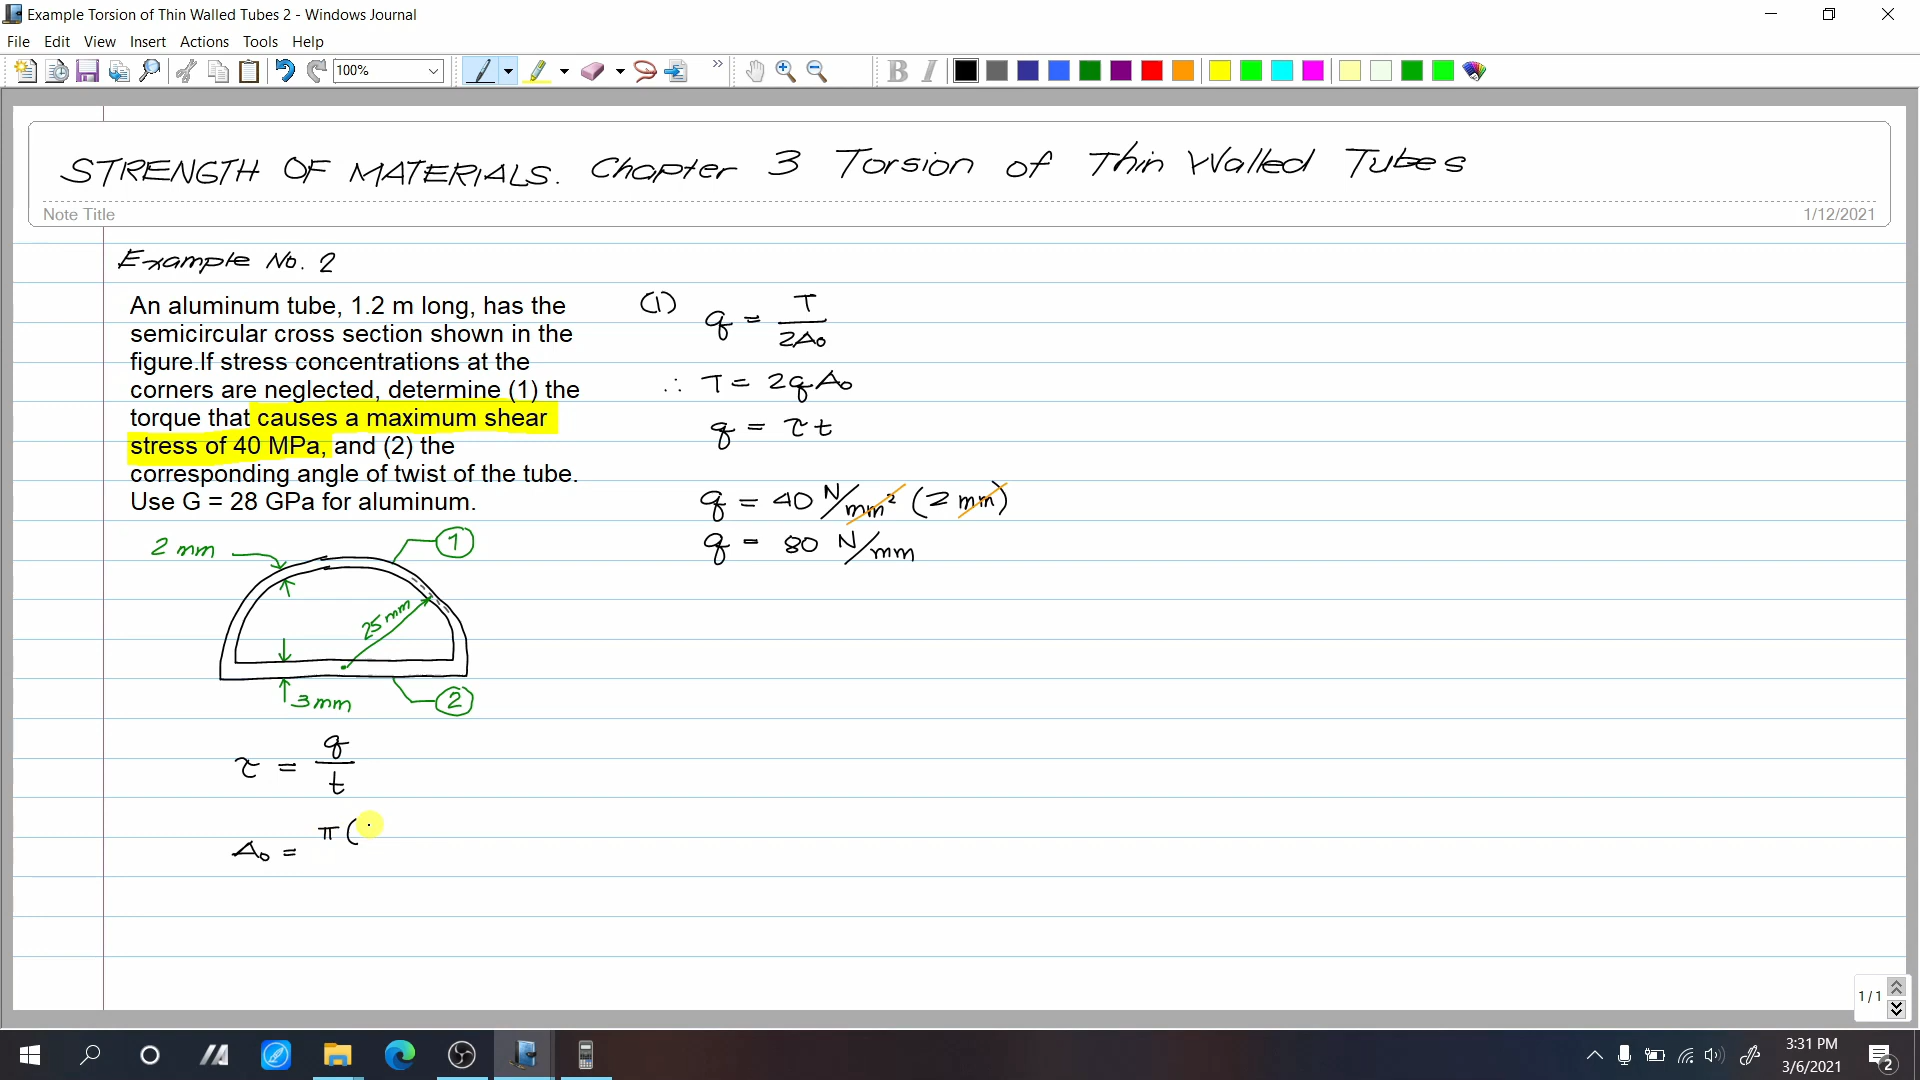 Example Torsion of Thin Walled Tubes 2 - Windows Journal
File Edit View Insert Actions Tools Help
100%
STRENGTH OF MATERIALS. Chapter 3 Torsion of Thin Walled Tubes
Note Title
1/12/2021
Example No. 2
An aluminum tube, 1.2 m long, has the
semicircular cross section shown in the
figure.If stress concentrations at the
corners are neglected, determine (1) the
torque that causes a maximum shear
stress of 40 MPa, and (2) the
corresponding angle of twist of the tube.
Use G = 28 GPa for aluminum.
2 mm
1
25 mm
3 mm
2
τ = q/t
A₀ = π(
(1) q = T/2A₀
∴ T = 2qA₀
q = τt
q = 40 N/mm² (2 mm)
q = 80 N/mm
1 / 1
3:31 PM
3/6/2021
2